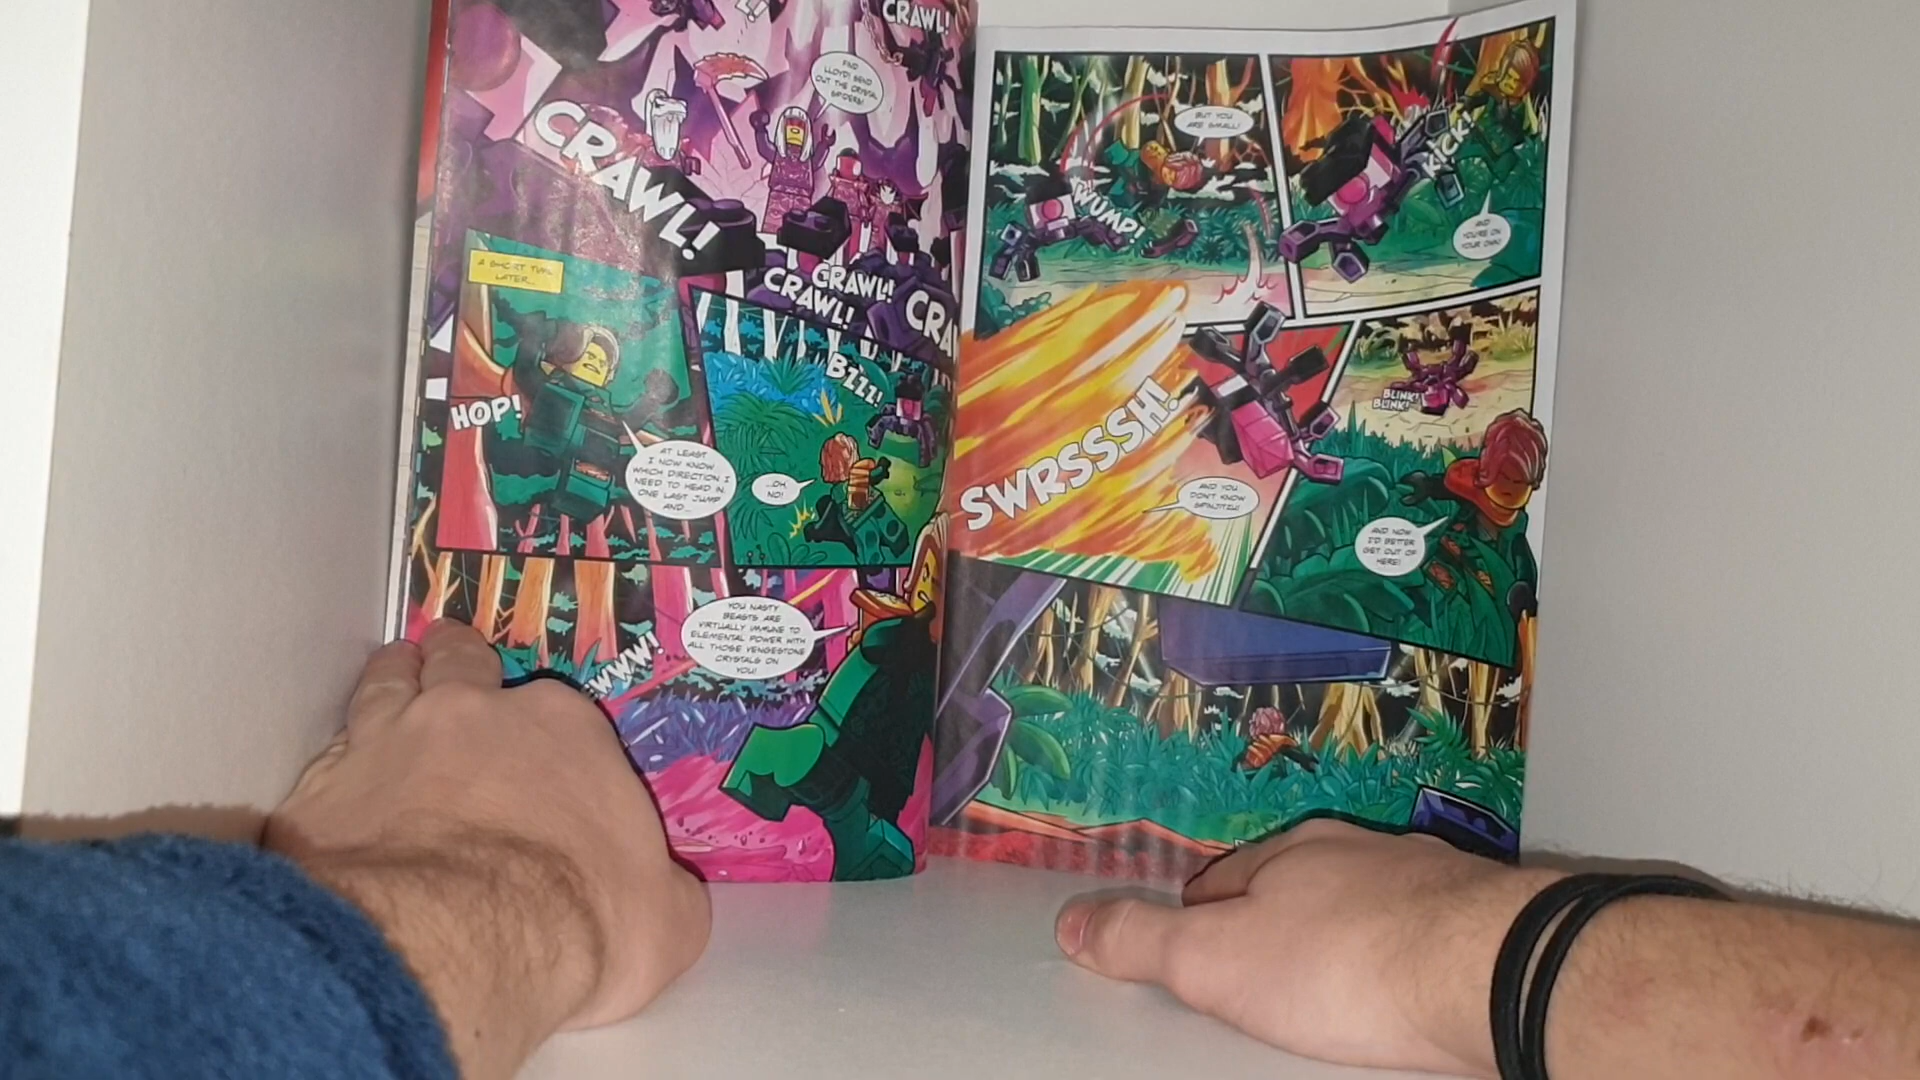 CRAWL!
FIND
LLOYD! SEND
OUT THE CRYSTAL
SPIDERS!
CRAWL!
CRAWL!
CRAWL!
A SHORT TIME
LATER...
HOP!
AT LEAST
I NOW KNOW
WHICH DIRECTION I
NEED TO HEAD IN.
ONE LAST JUMP
AND...
BZZZ!
...OH,
NO!
YOU NASTY
BEASTS ARE
VIRTUALLY IMMUNE TO
ELEMENTAL POWER WITH
ALL THOSE VENGESTONE
CRYSTALS ON
YOU!
BUT YOU
ARE SMALL!
WUMP!
KICK!
AND
YOU'RE ON
YOUR OWN!
SWRSSSH!
AND YOU
DON'T KNOW
SPINJITZU!
BLINK!
BLINK!
AND NOW
I'D BETTER
GET OUT OF
HERE!